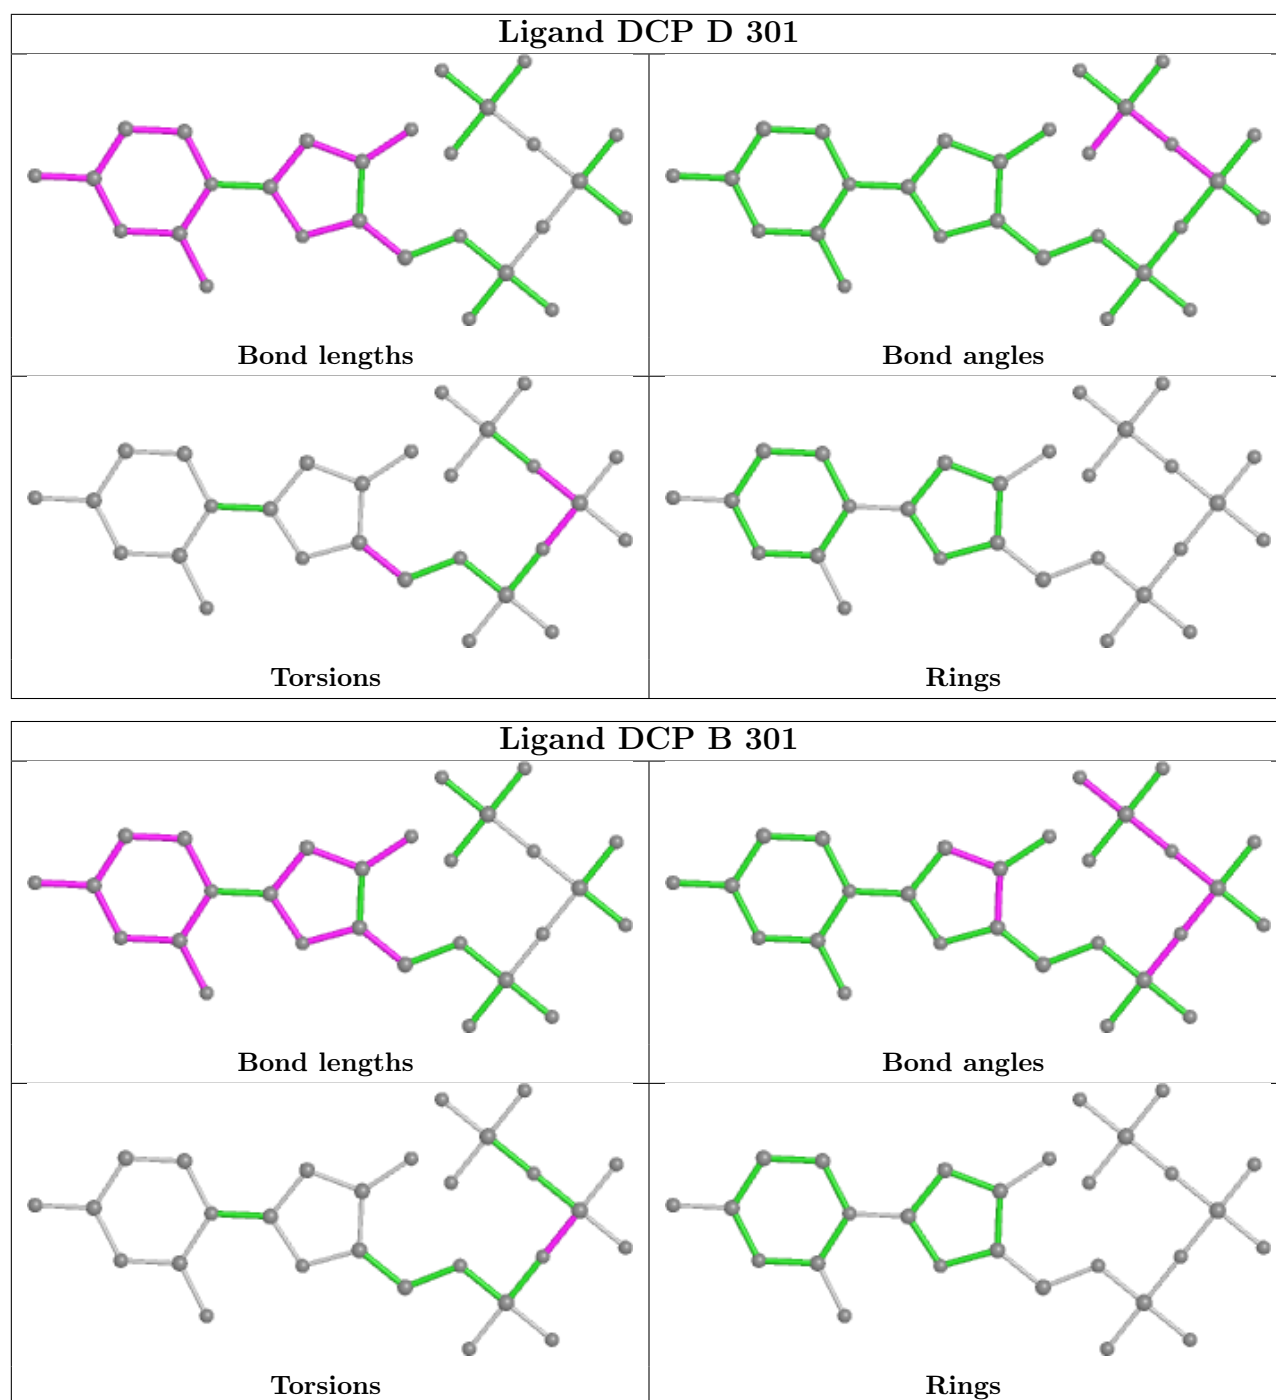 Ligand DCP D 301
Bond lengths
Bond angles
Torsions
Rings
Ligand DCP B 301
Bond lengths
Bond angles
Torsions
Rings